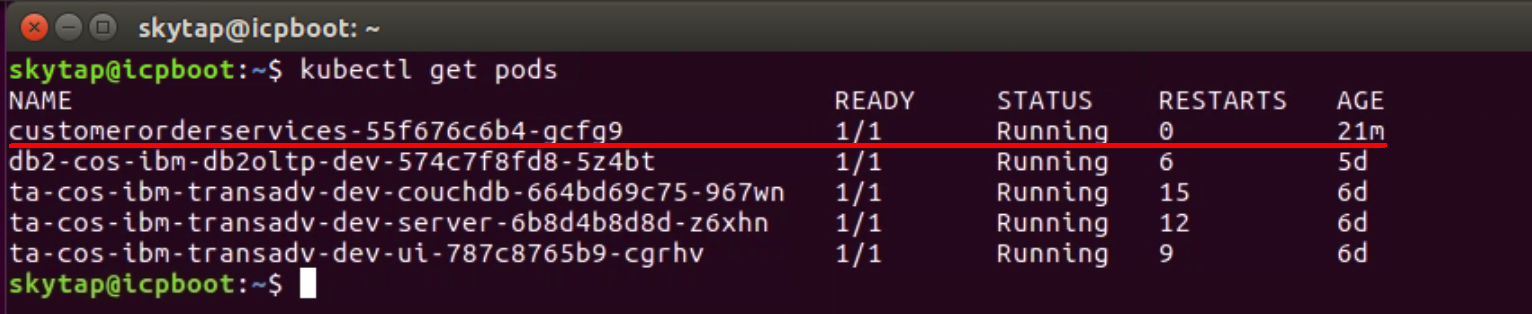 skytap@icpboot: ~
skytap@icpboot:~$ kubectl get pods
NAME READY STATUS RESTARTS AGE
customerorderservices-55f676c6b4-gcfg9 1/1 Running 0 21m
db2-cos-ibm-db2oltp-dev-574c7f8fd8-5z4bt 1/1 Running 6 5d
ta-cos-ibm-transadv-dev-couchdb-664bd69c75-967wn 1/1 Running 15 6d
ta-cos-ibm-transadv-dev-server-6b8d4b8d8d-z6xhn 1/1 Running 12 6d
ta-cos-ibm-transadv-dev-ui-787c8765b9-cgrhv 1/1 Running 9 6d
skytap@icpboot:~$